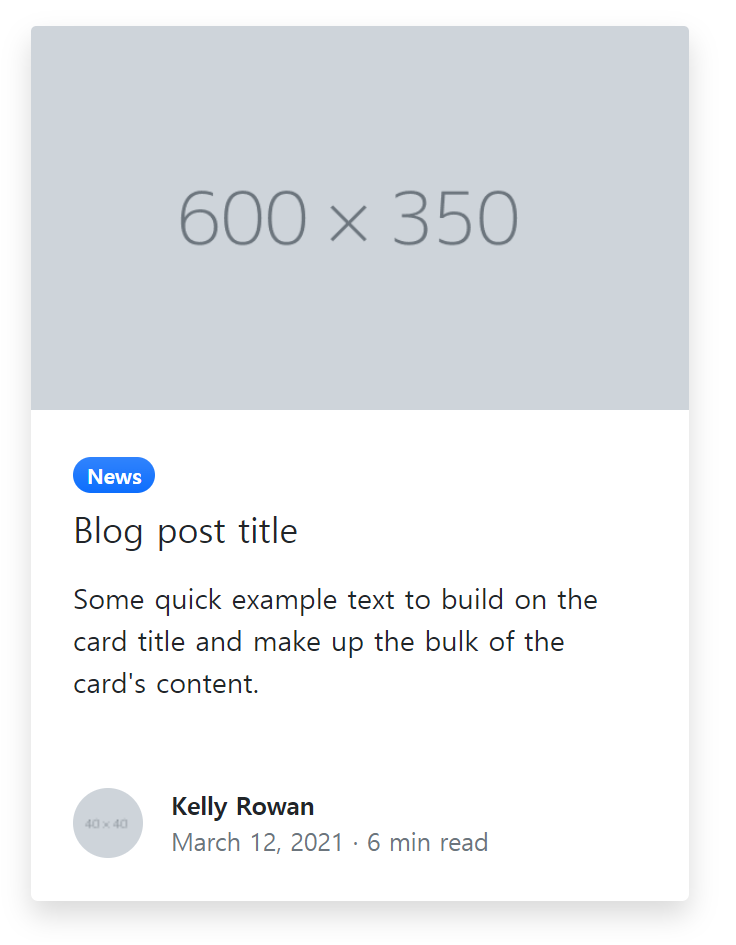 600 × 350
News
Blog post title
Some quick example text to build on the
card title and make up the bulk of the
card's content.
40×40
Kelly Rowan
March 12, 2021 · 6 min read